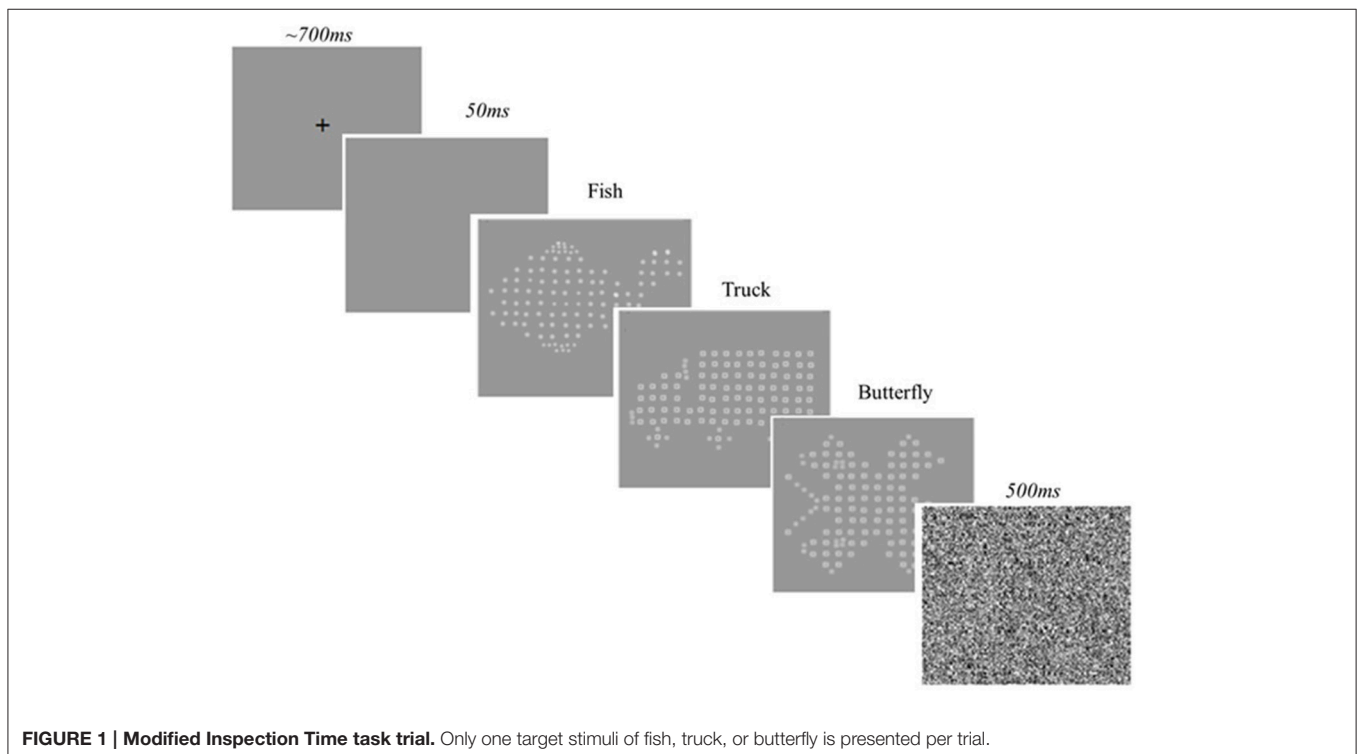 ~700ms
+
50ms
Fish
Truck
Butterfly
500ms
FIGURE 1 | Modified Inspection Time task trial. Only one target stimuli of fish, truck, or butterfly is presented per trial.